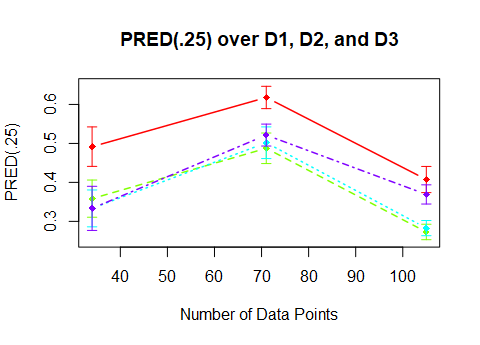 PRED(.25) over D1, D2, and D3
PRED(.25)
0.6
0.5
0.4
0.3
40 50 60 70 80 90 100
Number of Data Points